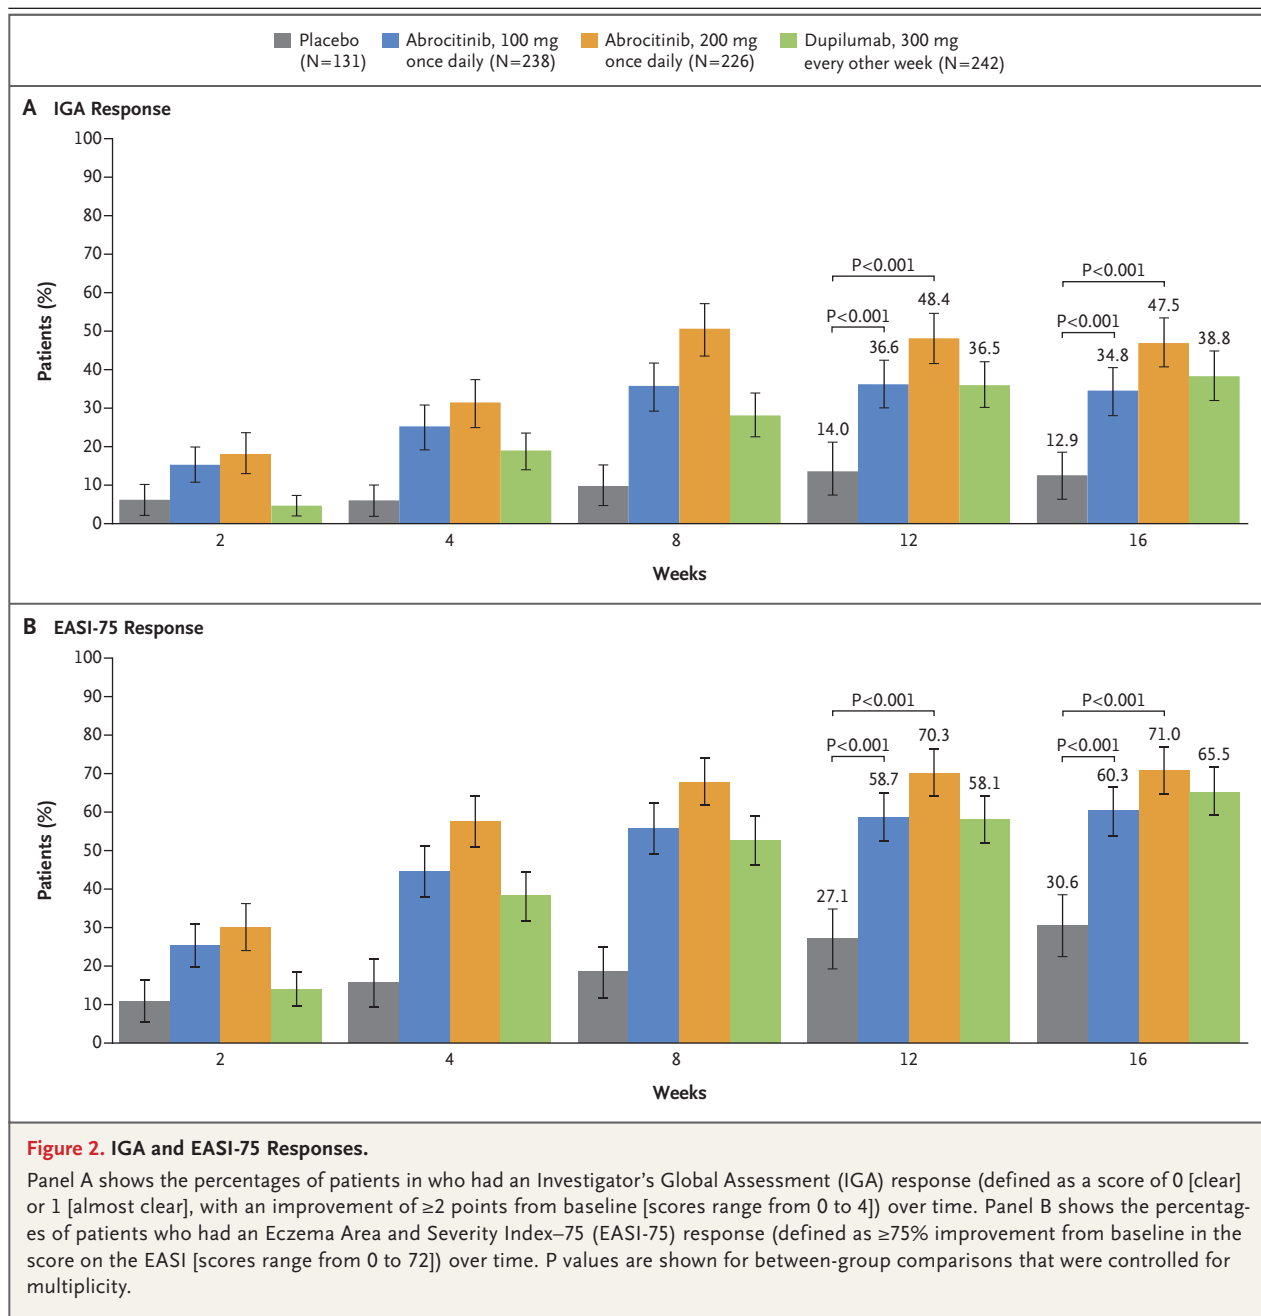 Placebo (N=131)
Abrocitinib, 100 mg once daily (N=238)
Abrocitinib, 200 mg once daily (N=226)
Dupilumab, 300 mg every other week (N=242)
A IGA Response
100
90
80
70
60
50
40
30
20
10
0
Patients (%)
P<0.001
P<0.001
14.0
36.6
48.4
36.5
P<0.001
P<0.001
12.9
34.8
47.5
38.8
2
4
8
12
16
Weeks
B EASI-75 Response
100
90
80
70
60
50
40
30
20
10
0
Patients (%)
P<0.001
P<0.001
27.1
58.7
70.3
58.1
P<0.001
P<0.001
30.6
60.3
71.0
65.5
2
4
8
12
16
Weeks
Figure 2. IGA and EASI-75 Responses.
Panel A shows the percentages of patients in who had an Investigator’s Global Assessment (IGA) response (defined as a score of 0 [clear]
or 1 [almost clear], with an improvement of ≥2 points from baseline [scores range from 0 to 4]) over time. Panel B shows the percentag-
es of patients who had an Eczema Area and Severity Index–75 (EASI-75) response (defined as ≥75% improvement from baseline in the
score on the EASI [scores range from 0 to 72]) over time. P values are shown for between-group comparisons that were controlled for
multiplicity.